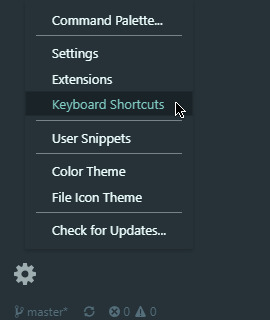 Command Palette...
Settings
Extensions
Keyboard Shortcuts
User Snippets
Color Theme
File Icon Theme
Check for Updates...
master* 0 0